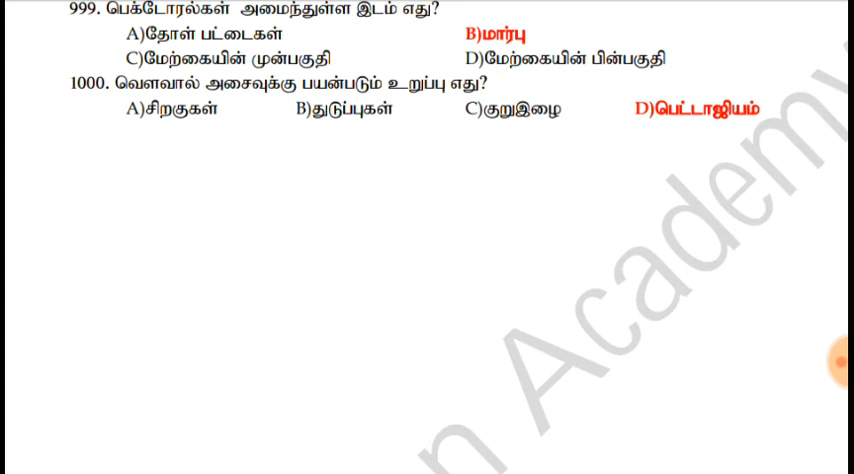 999. பெக்டோரல்கள் அமைந்துள்ள இடம் எது?
A)தோள் பட்டைகள் B)மார்பு
C)மேற்கையின் முன்பகுதி D)மேற்கையின் பின்பகுதி
1000. வௌவால் அசைவுக்கு பயன்படும் உறுப்பு எது?
A)சிறகுகள் B)துடுப்புகள் C)குறுஇழை D)பெட்டாஜியம்
n Academy